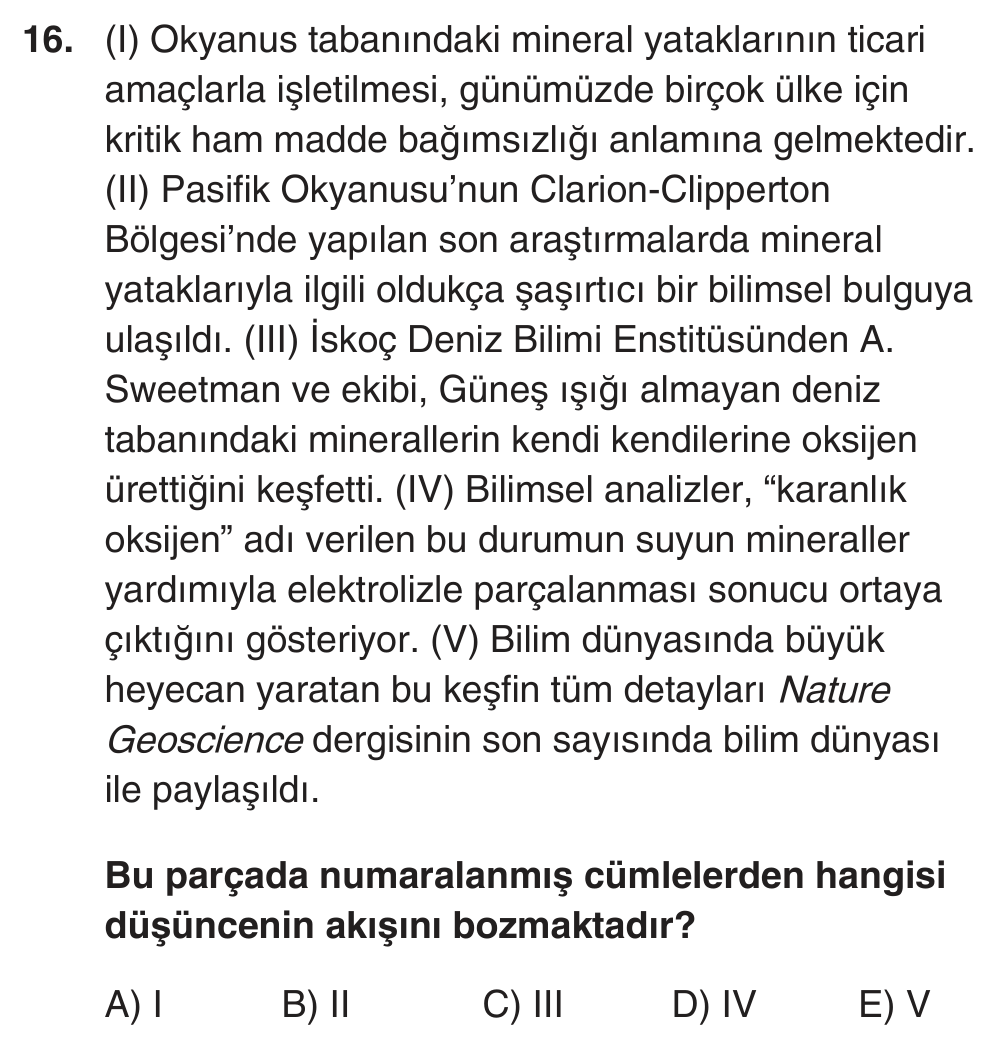 16. (I) Okyanus tabanındaki mineral yataklarının ticari
amaçlarla işletilmesi, günümüzde birçok ülke için
kritik ham madde bağımsızlığı anlamına gelmektedir.
(II) Pasifik Okyanusu’nun Clarion-Clipperton
Bölgesi’nde yapılan son araştırmalarda mineral
yataklarıyla ilgili oldukça şaşırtıcı bir bilimsel bulguya
ulaşıldı. (III) İskoç Deniz Bilimi Enstitüsünden A.
Sweetman ve ekibi, Güneş ışığı almayan deniz
tabanındaki minerallerin kendi kendilerine oksijen
ürettiğini keşfetti. (IV) Bilimsel analizler, “karanlık
oksijen” adı verilen bu durumun suyun mineraller
yardımıyla elektrolizle parçalanması sonucu ortaya
çıktığını gösteriyor. (V) Bilim dünyasında büyük
heyecan yaratan bu keşfin tüm detayları Nature
Geoscience dergisinin son sayısında bilim dünyası
ile paylaşıldı.
Bu parçada numaralanmış cümlelerden hangisi
düşüncenin akışını bozmaktadır?
A) I B) II C) III D) IV E) V